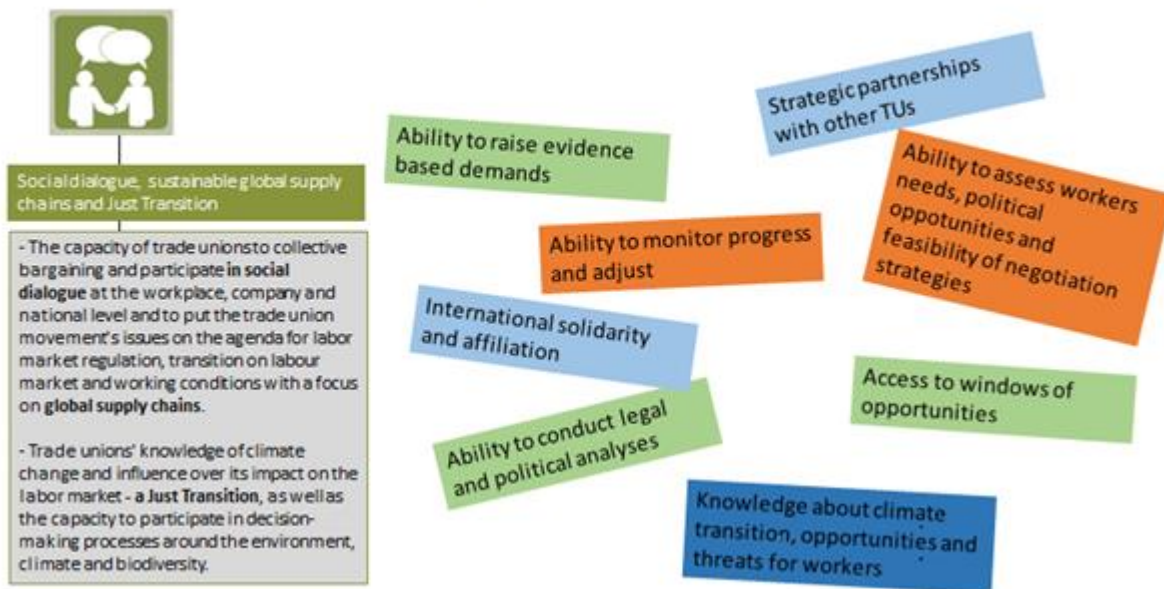 Social dialogue, sustainable global supply
chains and Just Transition
- The capacity of trade unions to collective
bargaining and participate in social
dialogue at the workplace, company and
national level and to put the trade union
movement's issues on the agenda for labor
market regulation, transition on labour
market and working conditions with a focus
on global supply chains.
- Trade unions' knowledge of climate
change and influence over its impact on the
labor market - a Just Transition, as well as
the capacity to participate in decision-
making processes around the environment,
climate and biodiversity.
Strategic partnerships
with other TUs
Ability to raise evidence
based demands
Ability to assess workers
needs, political
oppotunities and
feasibility of negotiation
strategies
Ability to monitor progress
and adjust
International solidarity
and affiliation
Access to windows of
opportunities
Ability to conduct legal
and political analyses
Knowledge about climate
transition, opportunities and
threats for workers